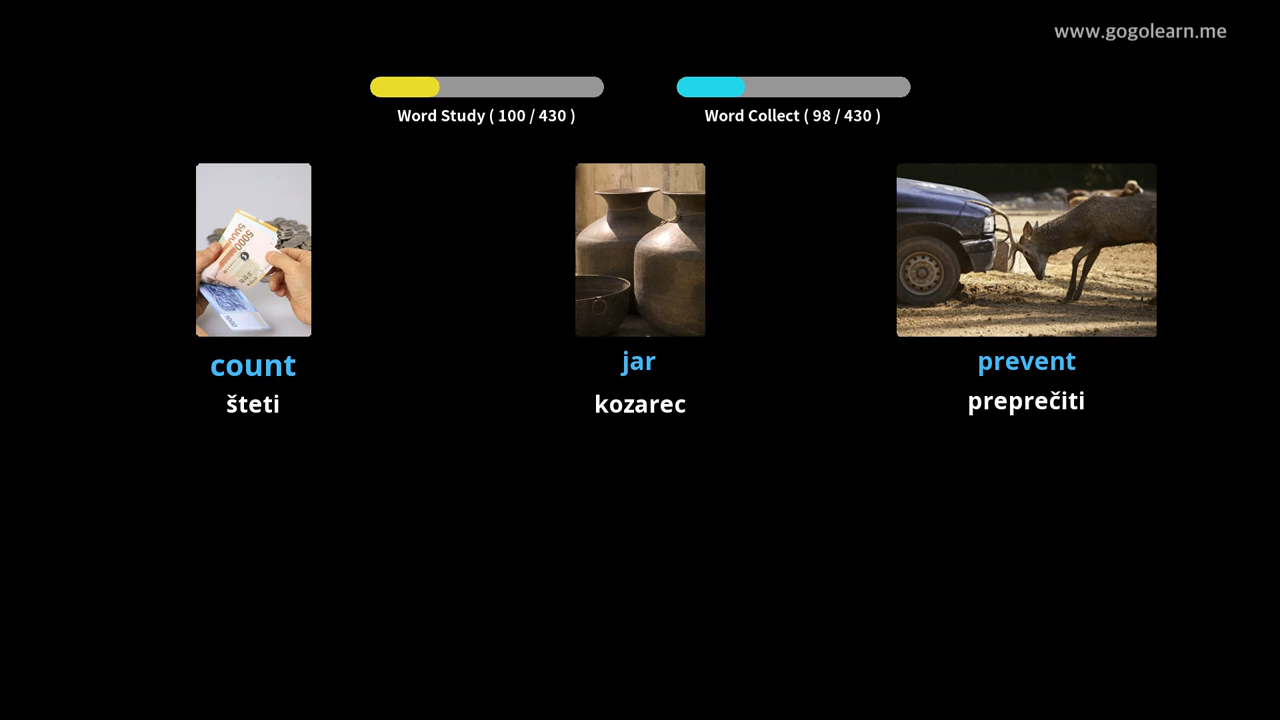 www.gogolearn.me
Word Study ( 100 / 430 )
Word Collect ( 98 / 430 )
count
jar
prevent
šteti
kozarec
preprečiti